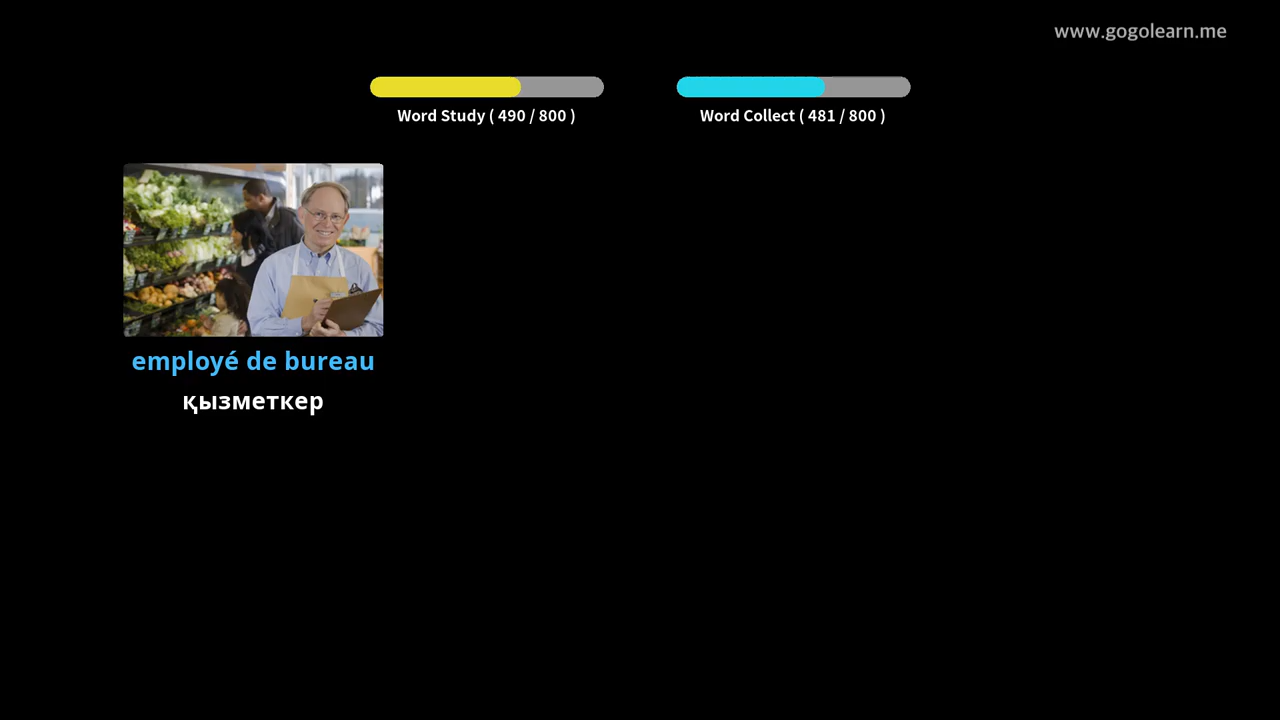 www.gogolearn.me
Word Study ( 490 / 800 )
Word Collect ( 481 / 800 )
employé de bureau
қызметкер